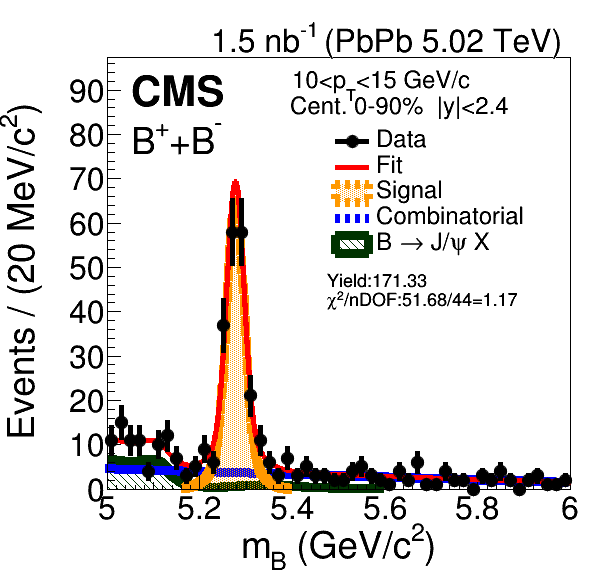 1.5 nb⁻¹ (PbPb 5.02 TeV)
CMS
B⁺+B⁻
10<p_T<15 GeV/c
Cent. 0-90% |y|<2.4
Data
Fit
Signal
Combinatorial
B → J/ψ X
Yield:171.33
χ²/nDOF:51.68/44=1.17
Events / (20 MeV/c²)
90
80
70
60
50
40
30
20
10
0
5
5.2
5.4
5.6
5.8
6
m_B (GeV/c²)